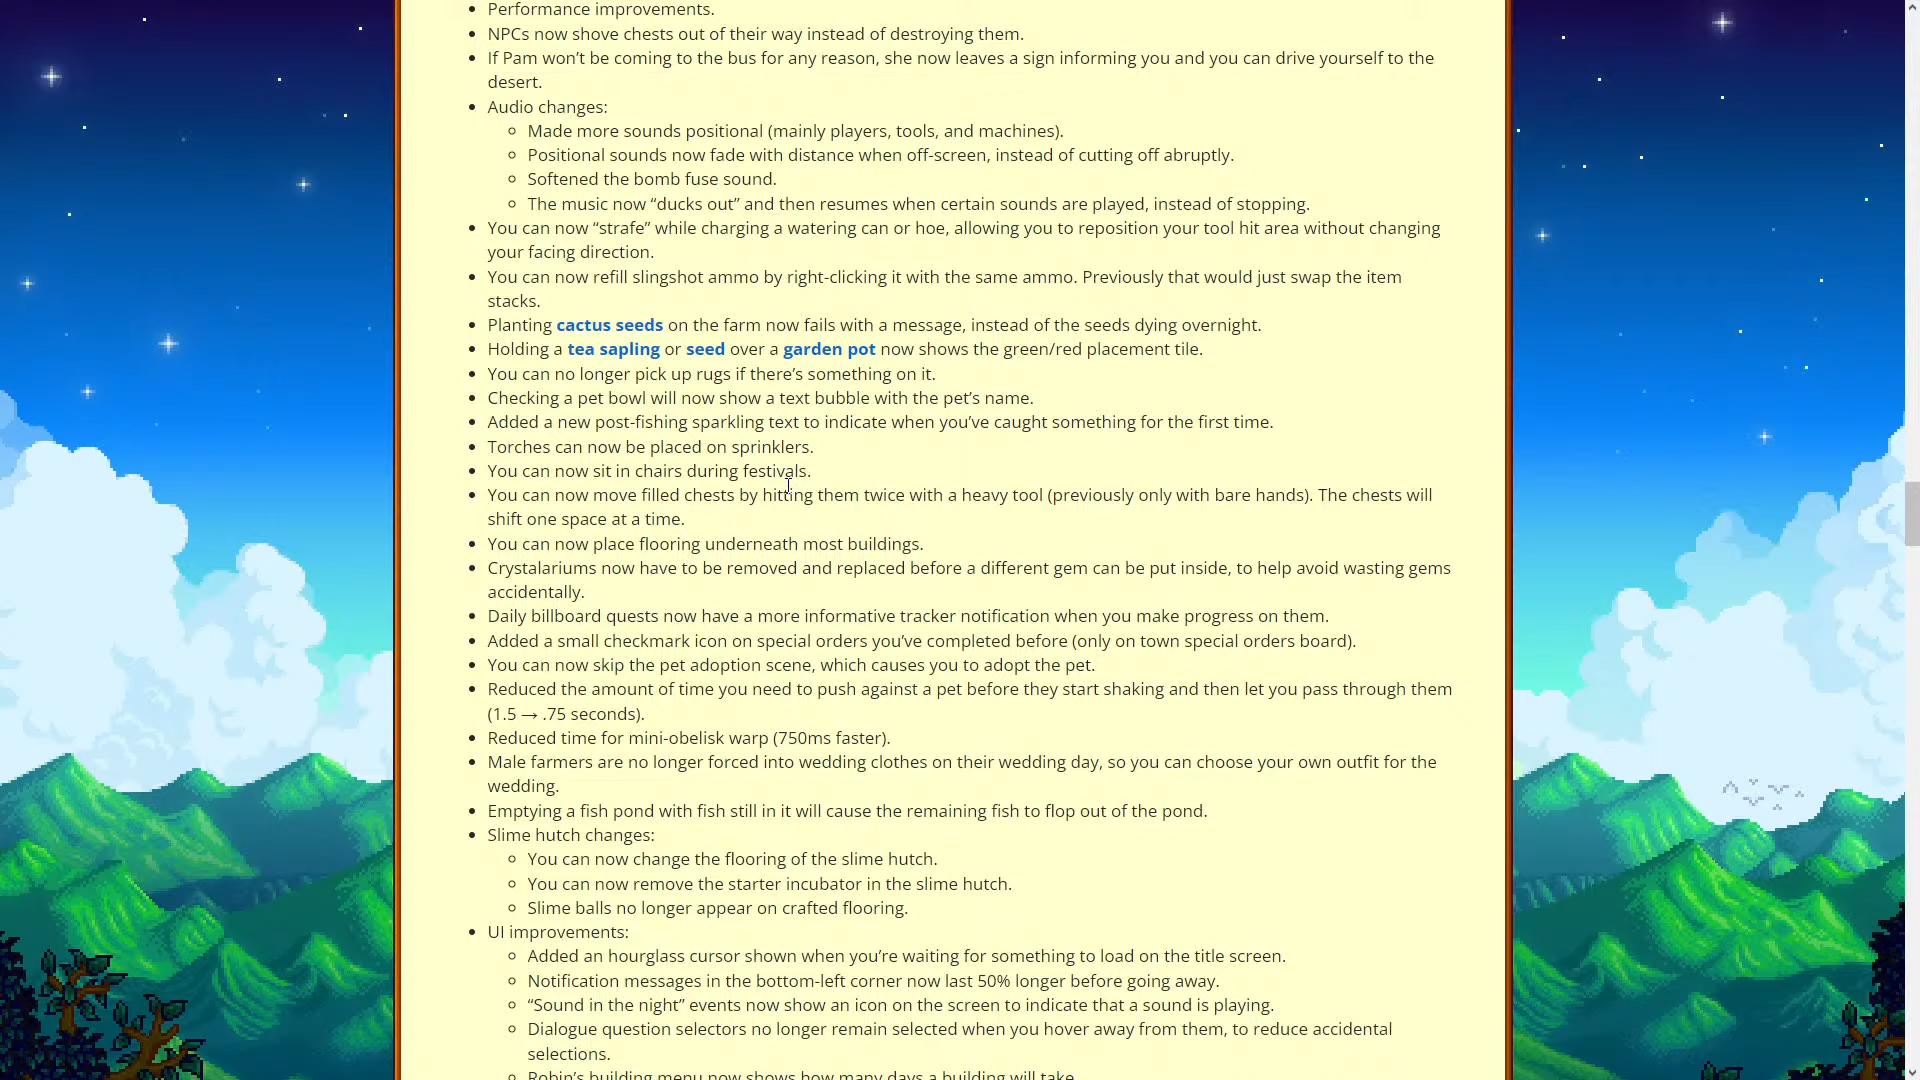 • Performance improvements.
• NPCs now shove chests out of their way instead of destroying them.
• If Pam won’t be coming to the bus for any reason, she now leaves a sign informing you and you can drive yourself to the
desert.
• Audio changes:
◦ Made more sounds positional (mainly players, tools, and machines).
◦ Positional sounds now fade with distance when off-screen, instead of cutting off abruptly.
◦ Softened the bomb fuse sound.
◦ The music now “ducks out” and then resumes when certain sounds are played, instead of stopping.
• You can now “strafe” while charging a watering can or hoe, allowing you to reposition your tool hit area without changing
your facing direction.
• You can now refill slingshot ammo by right-clicking it with the same ammo. Previously that would just swap the item
stacks.
• Planting cactus seeds on the farm now fails with a message, instead of the seeds dying overnight.
• Holding a tea sapling or seed over a garden pot now shows the green/red placement tile.
• You can no longer pick up rugs if there’s something on it.
• Checking a pet bowl will now show a text bubble with the pet’s name.
• Added a new post-fishing sparkling text to indicate when you’ve caught something for the first time.
• Torches can now be placed on sprinklers.
• You can now sit in chairs during festivals.
• You can now move filled chests by hitting them twice with a heavy tool (previously only with bare hands). The chests will
shift one space at a time.
• You can now place flooring underneath most buildings.
• Crystalariums now have to be removed and replaced before a different gem can be put inside, to help avoid wasting gems
accidentally.
• Daily billboard quests now have a more informative tracker notification when you make progress on them.
• Added a small checkmark icon on special orders you’ve completed before (only on town special orders board).
• You can now skip the pet adoption scene, which causes you to adopt the pet.
• Reduced the amount of time you need to push against a pet before they start shaking and then let you pass through them
(1.5 → .75 seconds).
• Reduced time for mini-obelisk warp (750ms faster).
• Male farmers are no longer forced into wedding clothes on their wedding day, so you can choose your own outfit for the
wedding.
• Emptying a fish pond with fish still in it will cause the remaining fish to flop out of the pond.
• Slime hutch changes:
◦ You can now change the flooring of the slime hutch.
◦ You can now remove the starter incubator in the slime hutch.
◦ Slime balls no longer appear on crafted flooring.
• UI improvements:
◦ Added an hourglass cursor shown when you’re waiting for something to load on the title screen.
◦ Notification messages in the bottom-left corner now last 50% longer before going away.
◦ “Sound in the night” events now show an icon on the screen to indicate that a sound is playing.
◦ Dialogue question selectors no longer remain selected when you hover away from them, to reduce accidental
selections.
◦ Robin’s building menu now shows how many days a building will take.